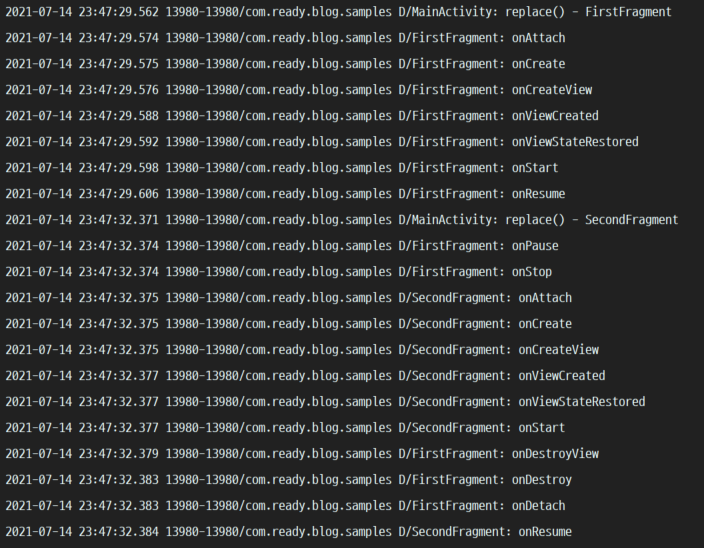 2021-07-14 23:47:29.562 13980-13980/com.ready.blog.samples D/MainActivity: replace() - FirstFragment
2021-07-14 23:47:29.574 13980-13980/com.ready.blog.samples D/FirstFragment: onAttach
2021-07-14 23:47:29.575 13980-13980/com.ready.blog.samples D/FirstFragment: onCreate
2021-07-14 23:47:29.576 13980-13980/com.ready.blog.samples D/FirstFragment: onCreateView
2021-07-14 23:47:29.588 13980-13980/com.ready.blog.samples D/FirstFragment: onViewCreated
2021-07-14 23:47:29.592 13980-13980/com.ready.blog.samples D/FirstFragment: onViewStateRestored
2021-07-14 23:47:29.598 13980-13980/com.ready.blog.samples D/FirstFragment: onStart
2021-07-14 23:47:29.606 13980-13980/com.ready.blog.samples D/FirstFragment: onResume
2021-07-14 23:47:32.371 13980-13980/com.ready.blog.samples D/MainActivity: replace() - SecondFragment
2021-07-14 23:47:32.374 13980-13980/com.ready.blog.samples D/FirstFragment: onPause
2021-07-14 23:47:32.374 13980-13980/com.ready.blog.samples D/FirstFragment: onStop
2021-07-14 23:47:32.375 13980-13980/com.ready.blog.samples D/SecondFragment: onAttach
2021-07-14 23:47:32.375 13980-13980/com.ready.blog.samples D/SecondFragment: onCreate
2021-07-14 23:47:32.375 13980-13980/com.ready.blog.samples D/SecondFragment: onCreateView
2021-07-14 23:47:32.377 13980-13980/com.ready.blog.samples D/SecondFragment: onViewCreated
2021-07-14 23:47:32.377 13980-13980/com.ready.blog.samples D/SecondFragment: onViewStateRestored
2021-07-14 23:47:32.377 13980-13980/com.ready.blog.samples D/SecondFragment: onStart
2021-07-14 23:47:32.379 13980-13980/com.ready.blog.samples D/FirstFragment: onDestroyView
2021-07-14 23:47:32.383 13980-13980/com.ready.blog.samples D/FirstFragment: onDestroy
2021-07-14 23:47:32.383 13980-13980/com.ready.blog.samples D/FirstFragment: onDetach
2021-07-14 23:47:32.384 13980-13980/com.ready.blog.samples D/SecondFragment: onResume